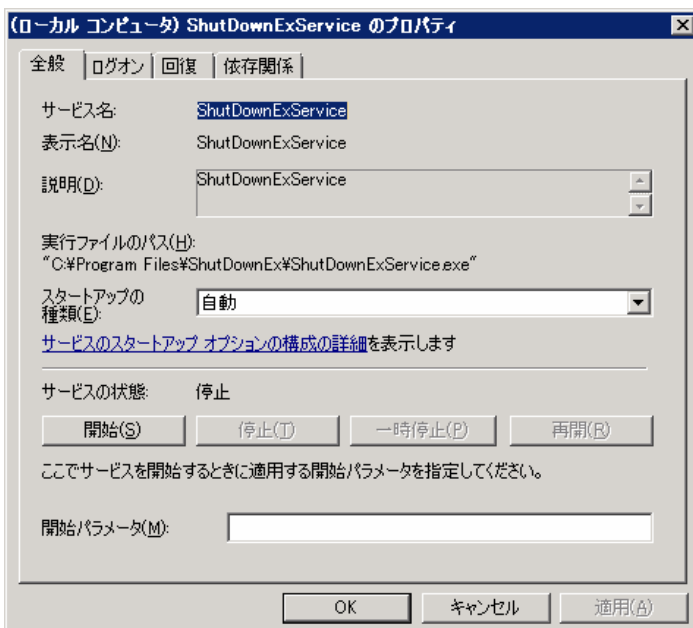 (ローカル コンピュータ) ShutDownExService のプロパティ
全般 ログオン 回復 依存関係
サービス名: ShutDownExService
表示名(N): ShutDownExService
説明(D): ShutDownExService
実行ファイルのパス(H):
"C:¥Program Files¥ShutDownEx¥ShutDownExService.exe"
スタートアップの
種類(E): 自動
サービスのスタートアップ オプションの構成の詳細を表示します
サービスの状態: 停止
開始(S) 停止(T) 一時停止(P) 再開(R)
ここでサービスを開始するときに適用する開始パラメータを指定してください。
開始パラメータ(M):
OK キャンセル 適用(A)